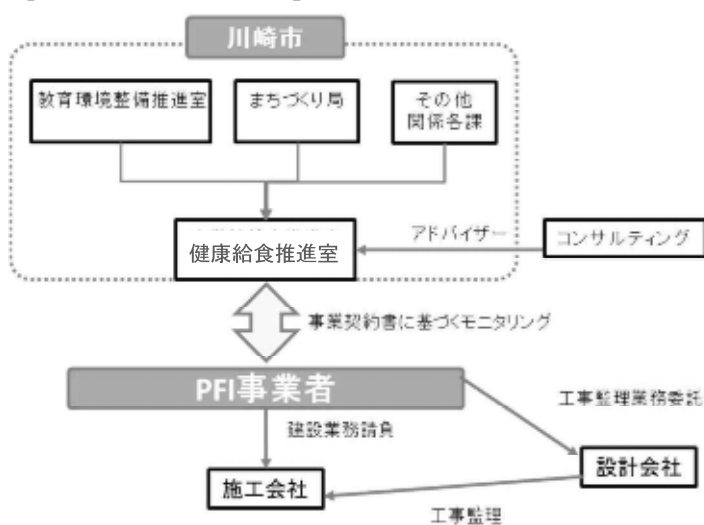 川崎市
教育環境整備推進室
まちづくり局
その他
関係各課
健康給食推進室
アドバイザー
コンサルティング
事業契約書に基づくモニタリング
PFI事業者
工事監理業務委託
建設業務請負
設計会社
施工会社
工事監理